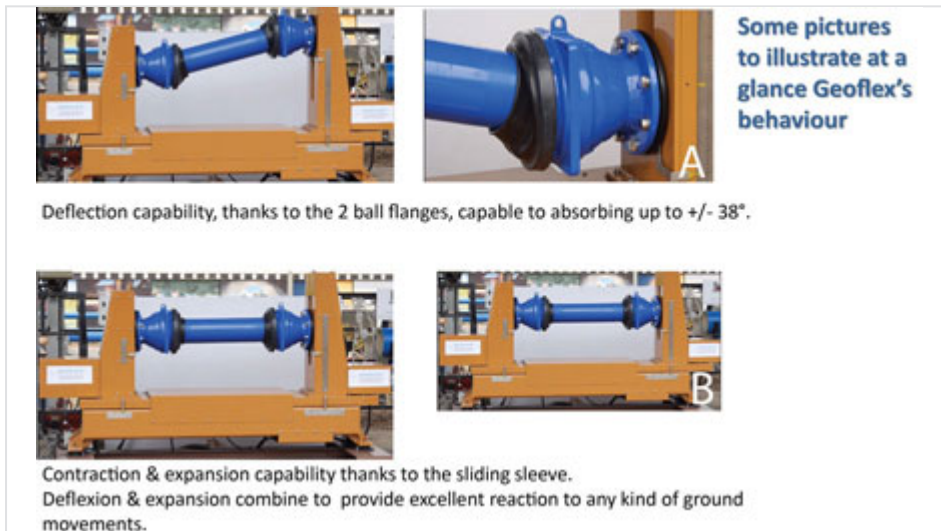 Some pictures
to illustrate at a
glance Geoflex's
behaviour
A
Deflection capability, thanks to the 2 ball flanges, capable to absorbing up to +/- 38°.
B
Contraction & expansion capability thanks to the sliding sleeve.
Deflexion & expansion combine to provide excellent reaction to any kind of ground
movements.